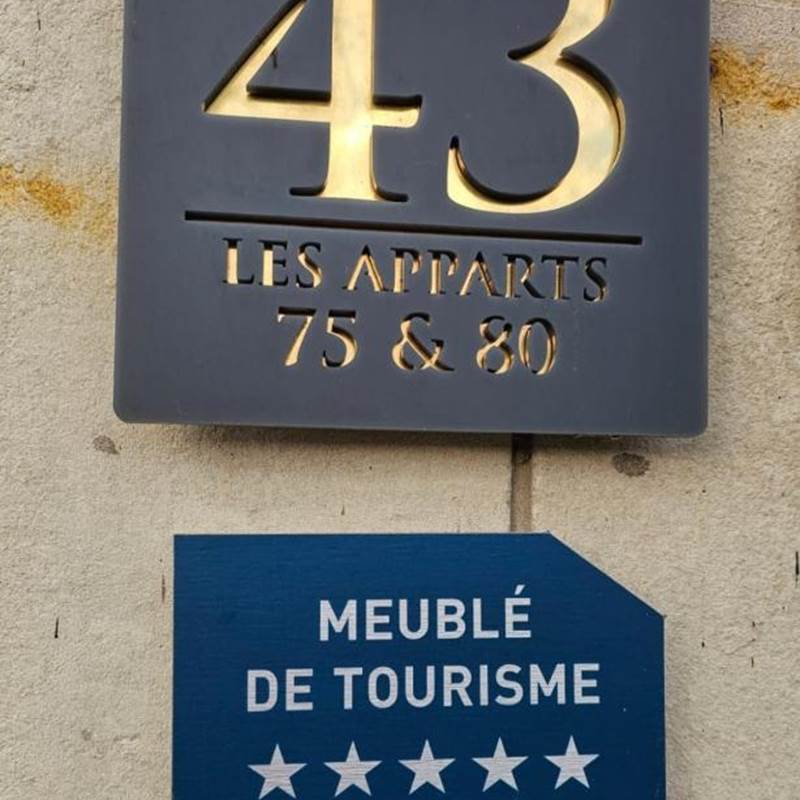 43
LES APPARTS
75 & 80
MEUBLÉ
DE TOURISME
★★★★★